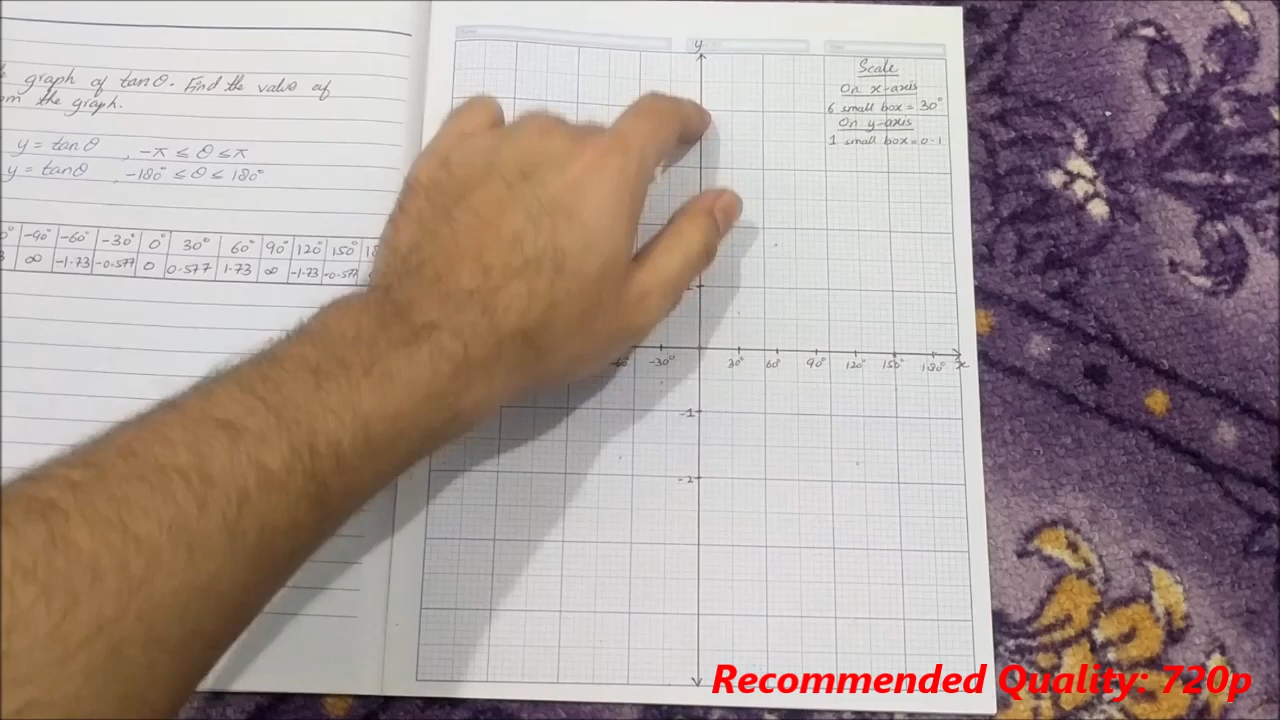 graph of tanθ. Find the value of
the graph.
y = tanθ , -π ≤ θ ≤ π
y = tanθ , -180° ≤ θ ≤ 180°
-90° -60° -30° 0° 30° 60° 90° 120° 150°
∞ -1.73 -0.577 0 0.577 1.73 ∞ -1.73 -0.577
y
Scale
On x-axis
6 small box = 30°
On y-axis
1 small box = 0.1
-60° -30° 30° 60° 90° 120° 150° 180° x
-1
-2
Recommended Quality: 720p